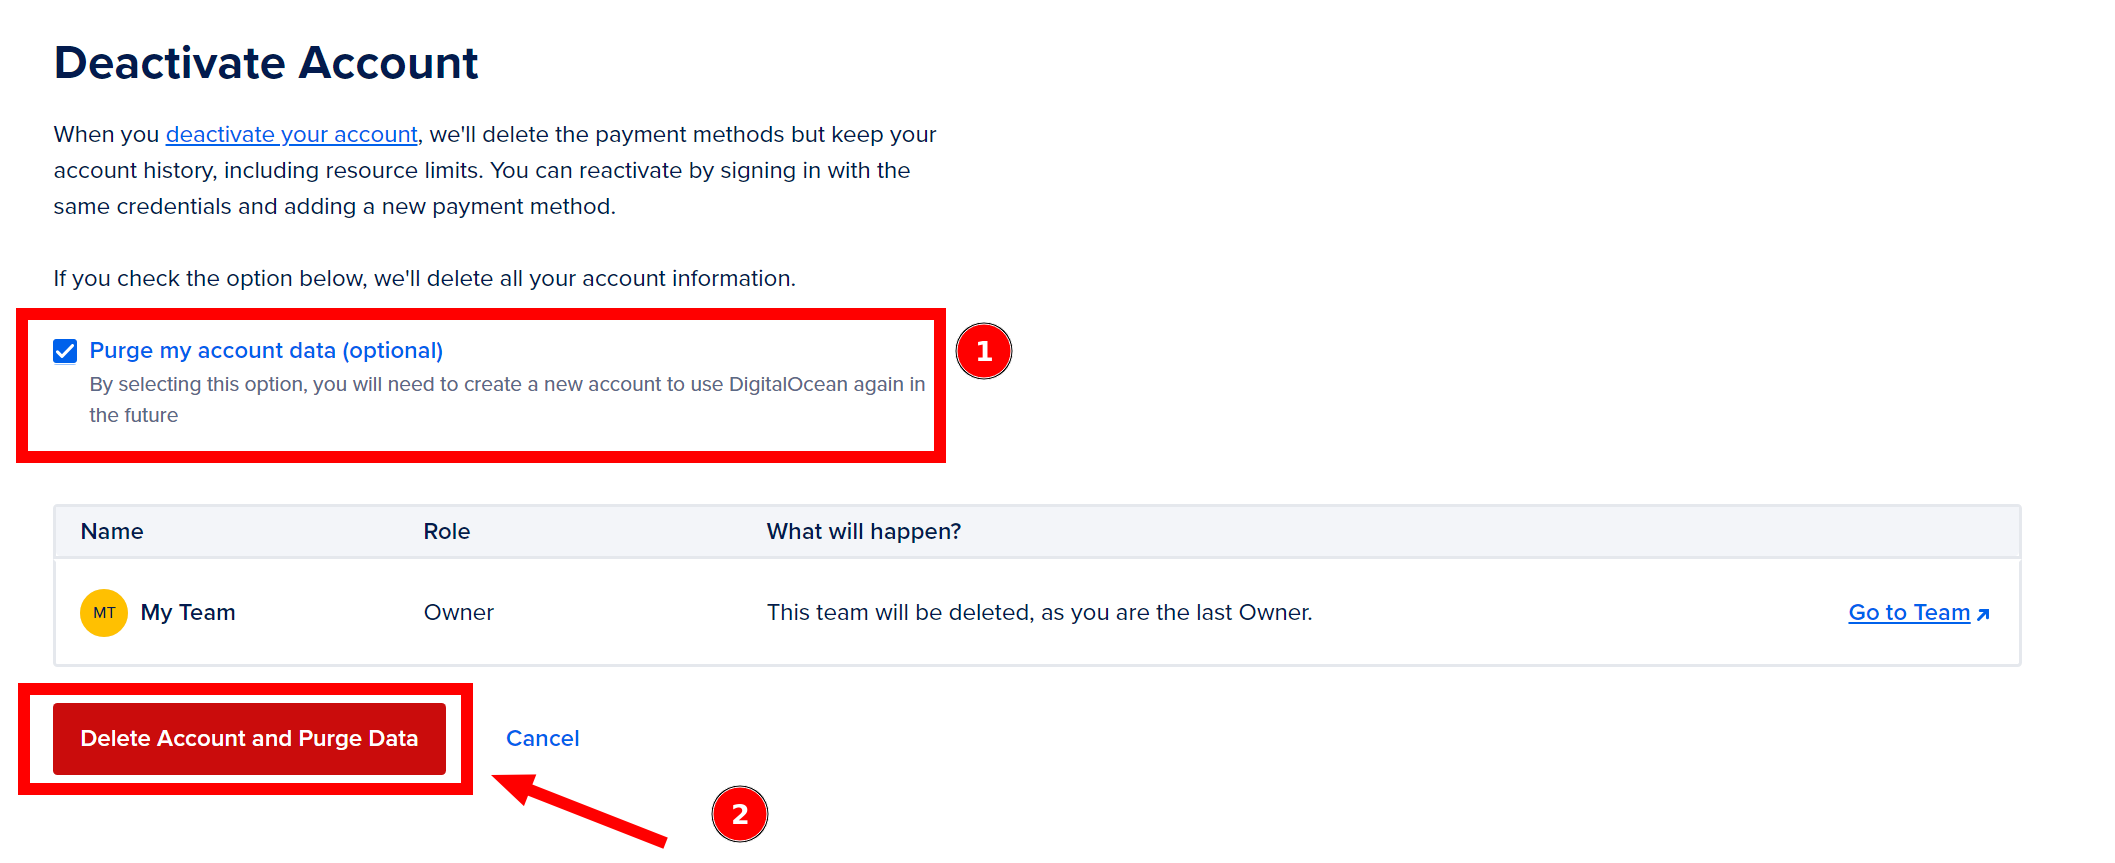 Deactivate Account
When you deactivate your account, we'll delete the payment methods but keep your
account history, including resource limits. You can reactivate by signing in with the
same credentials and adding a new payment method.
If you check the option below, we'll delete all your account information.
Purge my account data (optional)
1
By selecting this option, you will need to create a new account to use DigitalOcean again in
the future
Name Role What will happen?
MT My Team Owner This team will be deleted, as you are the last Owner. Go to Team
Delete Account and Purge Data Cancel
2